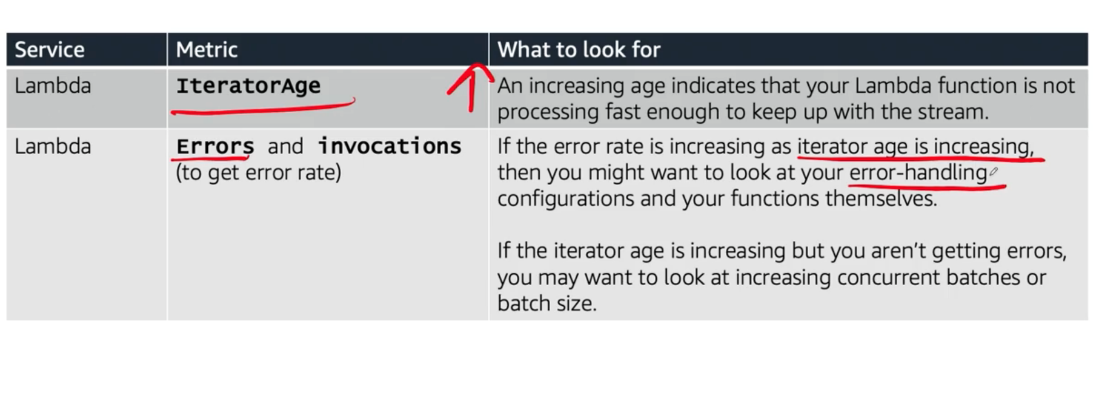 Service Metric What to look for
Lambda IteratorAge An increasing age indicates that your Lambda function is not
processing fast enough to keep up with the stream.
Lambda Errors and invocations
(to get error rate)
If the error rate is increasing as iterator age is increasing,
then you might want to look at your error-handling
configurations and your functions themselves.
If the iterator age is increasing but you aren't getting errors,
you may want to look at increasing concurrent batches or
batch size.